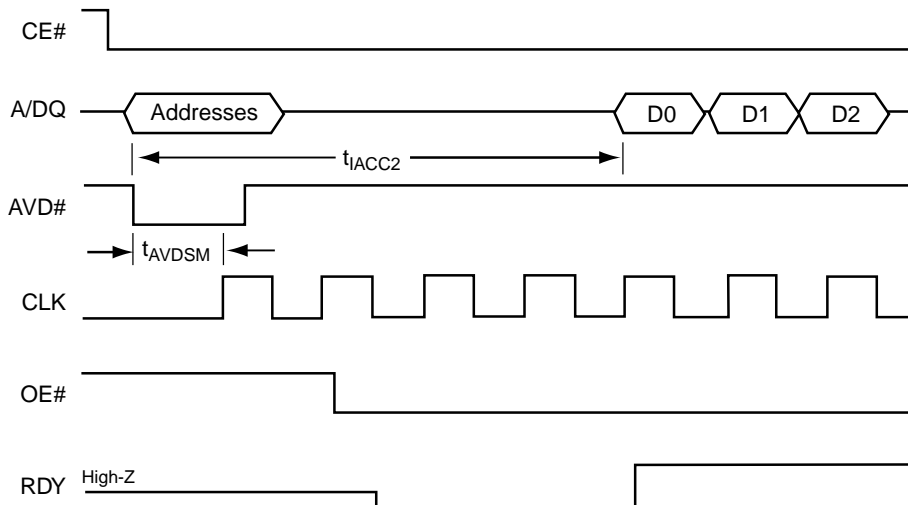 CE#
A/DQ Addresses D0 D1 D2
tIACC2
AVD#
tAVDSM
CLK
OE#
High-Z
RDY